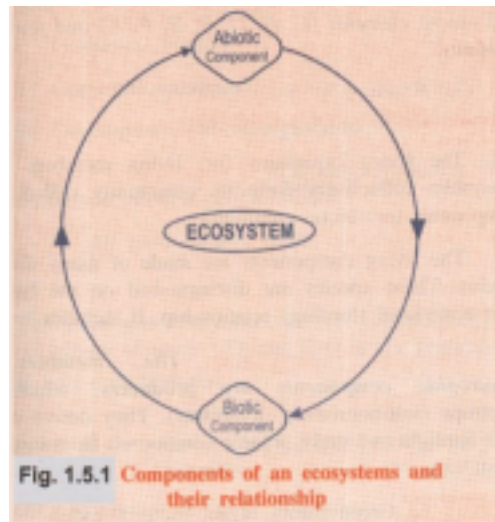 Abiotic
Component
ECOSYSTEM
Biotic
Component
Fig. 1.5.1 Components of an ecosystems and
their relationship